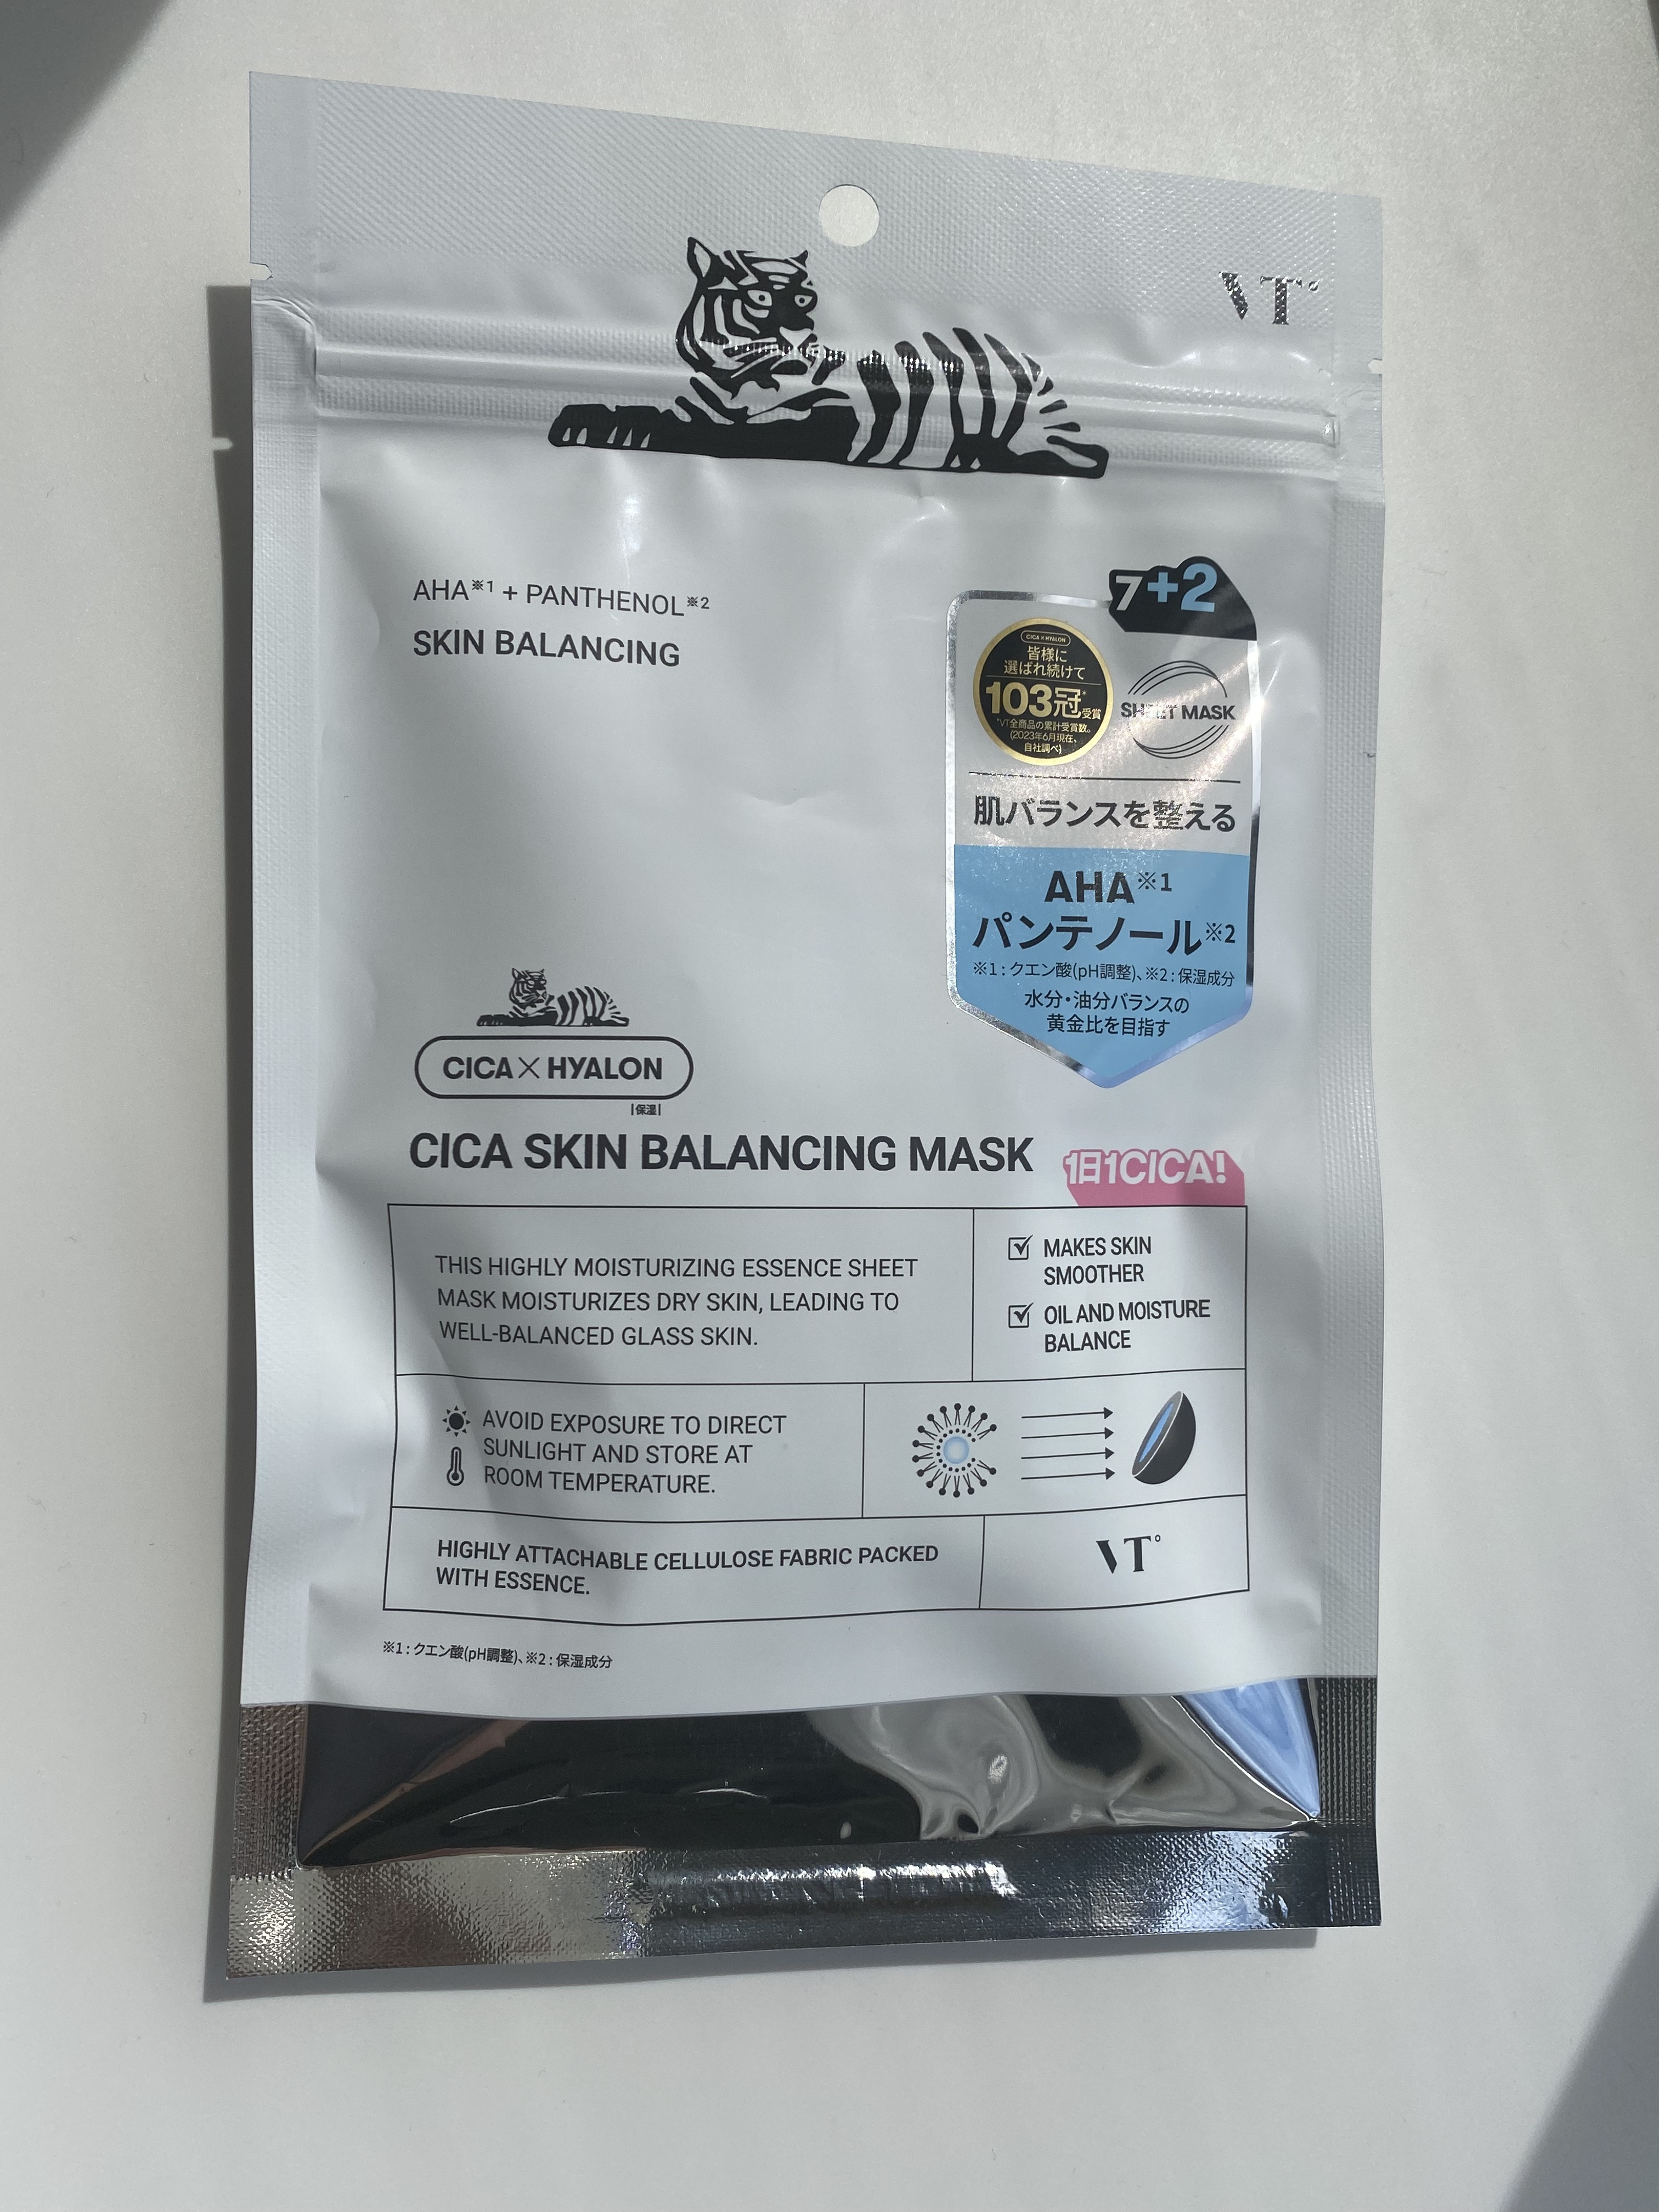 VT°
AHA※1 + PANTHENOL※2
SKIN BALANCING
7+2
CICA×HYALON
皆様に
選ばれ続けて
103冠*受賞
*VT全商品の累計受賞数。
(2023年6月現在、
自社調べ)
SHEET MASK
肌バランスを整える
AHA※1
パンテノール※2
※1:クエン酸(pH調整)、※2:保湿成分
水分・油分バランスの
黄金比を目指す
CICA×HYALON
|保湿|
CICA SKIN BALANCING MASK
1日1CICA!
THIS HIGHLY MOISTURIZING ESSENCE SHEET
MASK MOISTURIZES DRY SKIN, LEADING TO
WELL-BALANCED GLASS SKIN.
MAKES SKIN
SMOOTHER
OIL AND MOISTURE
BALANCE
AVOID EXPOSURE TO DIRECT
SUNLIGHT AND STORE AT
ROOM TEMPERATURE.
HIGHLY ATTACHABLE CELLULOSE FABRIC PACKED
WITH ESSENCE.
VT°
※1:クエン酸(pH調整)、※2:保湿成分